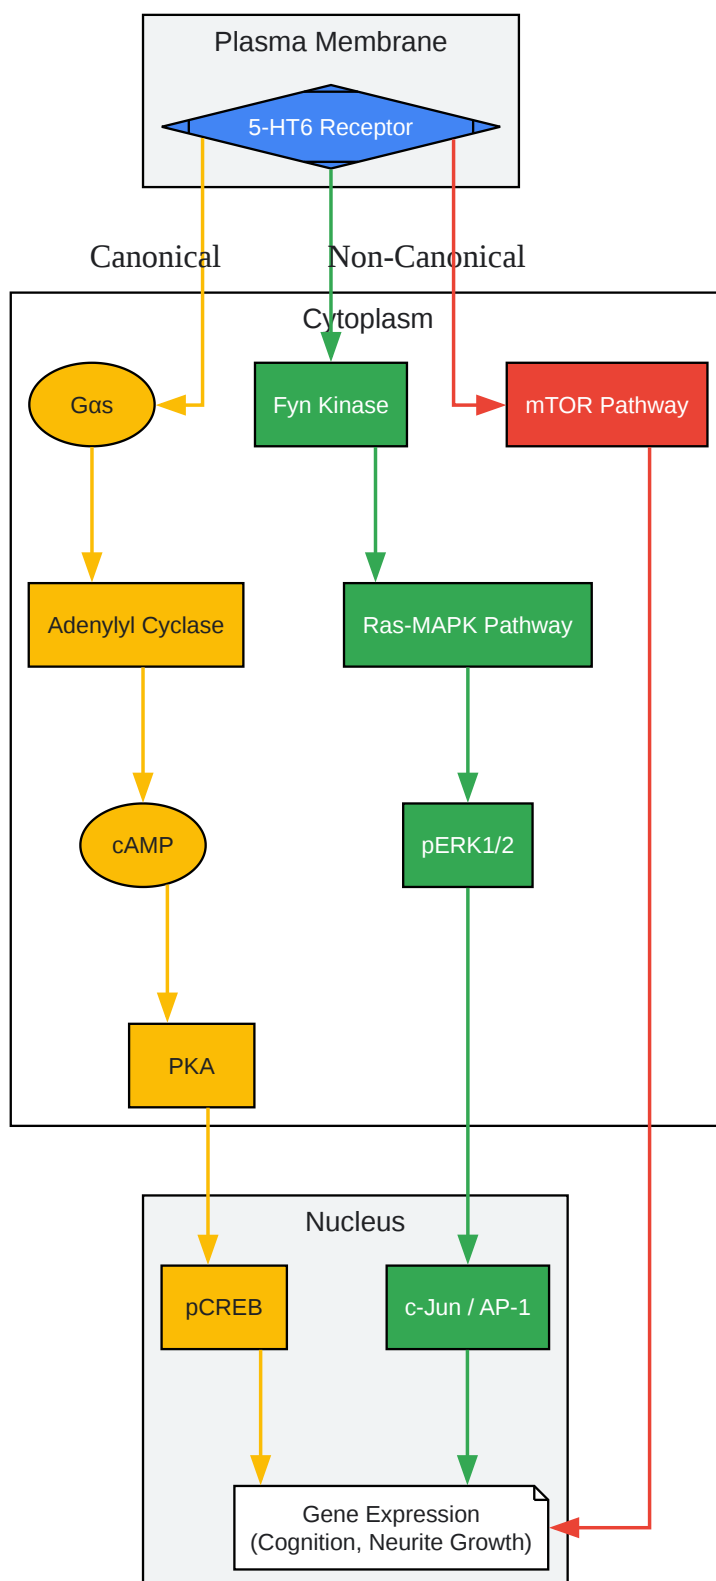 Plasma Membrane
5-HT6 Receptor
Canonical
Non-Canonical
Cytoplasm
Gαs
Fyn Kinase
mTOR Pathway
Adenylyl Cyclase
Ras-MAPK Pathway
cAMP
pERK1/2
PKA
Nucleus
pCREB
c-Jun / AP-1
Gene Expression
(Cognition, Neurite Growth)